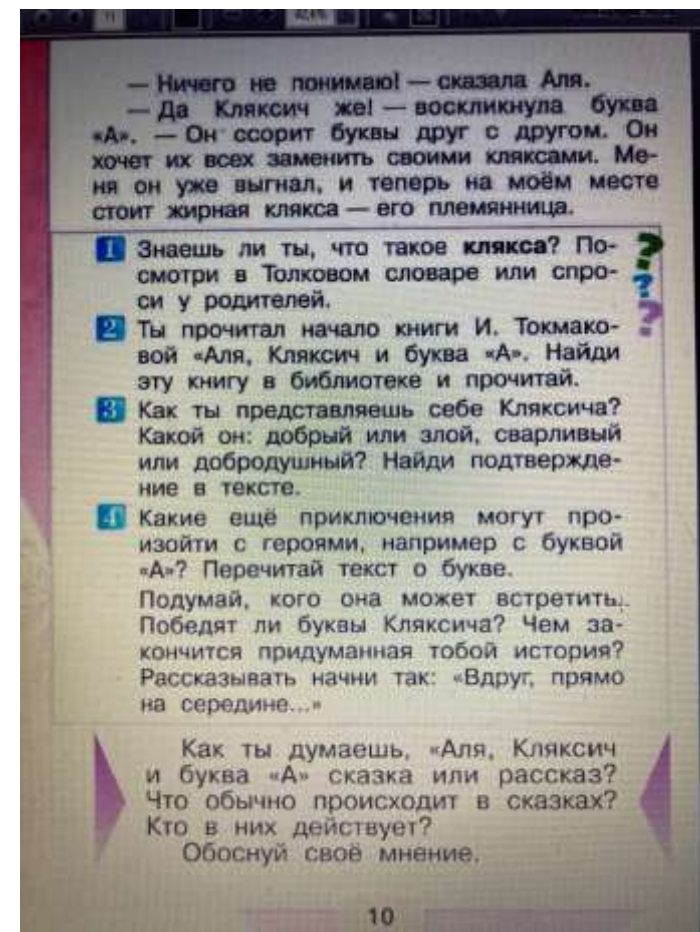 — Ничего не понимаю! — сказала Аля.
— Да Кляксич же! — воскликнула буква
«А». — Он ссорит буквы друг с другом. Он
хочет их всех заменить своими кляксами. Ме-
ня он уже выгнал, и теперь на моём месте
стоит жирная клякса — его племянница.
1 Знаешь ли ты, что такое клякса? По-
смотри в Толковом словаре или спро-
си у родителей.
2 Ты прочитал начало книги И. Токмако-
вой «Аля, Кляксич и буква «А». Найди
эту книгу в библиотеке и прочитай.
3 Как ты представляешь себе Кляксича?
Какой он: добрый или злой, сварливый
или добродушный? Найди подтвержде-
ние в тексте.
4 Какие ещё приключения могут про-
изойти с героями, например с буквой
«А»? Перечитай текст о букве.
Подумай, кого она может встретить.
Победят ли буквы Кляксича? Чем за-
кончится придуманная тобой история?
Рассказывать начни так: «Вдруг, прямо
на середине...»
Как ты думаешь, «Аля, Кляксич
и буква «А» сказка или рассказ?
Что обычно происходит в сказках?
Кто в них действует?
Обоснуй своё мнение.
10